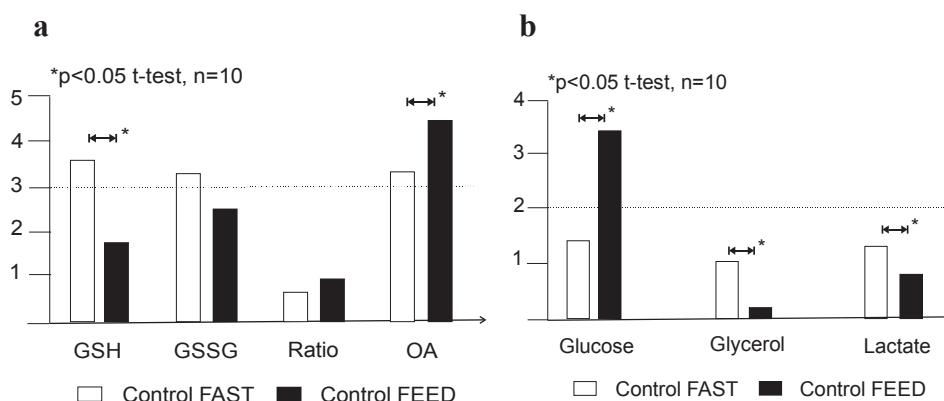 a
*p<0.05 t-test, n=10
5
4
3
2
1
*
*
GSH GSSG Ratio OA
Control FAST Control FEED
b
*p<0.05 t-test, n=10
4
3
2
1
*
*
*
Glucose Glycerol Lactate
Control FAST Control FEED